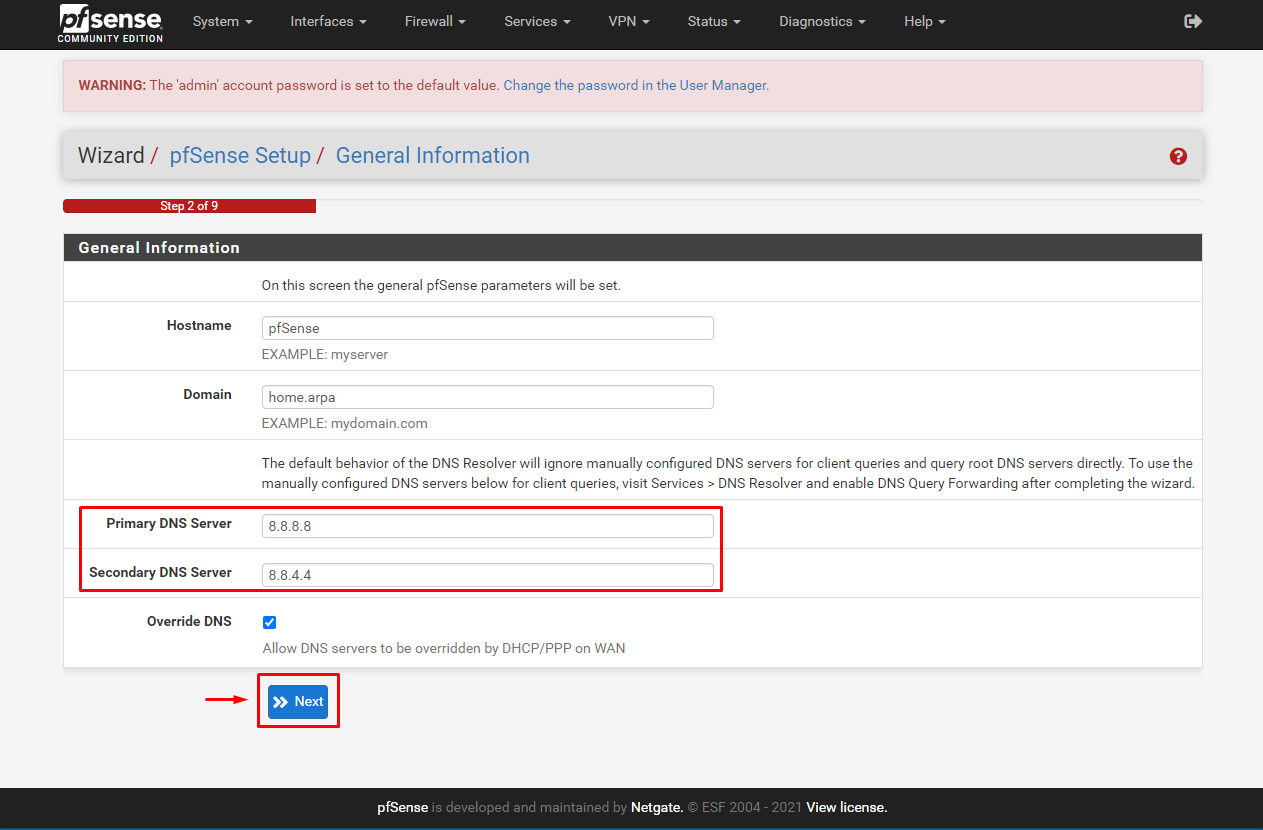 pfsense
COMMUNITY EDITION
System Interfaces Firewall Services VPN Status Diagnostics Help
WARNING: The 'admin' account password is set to the default value. Change the password in the User Manager.
Wizard / pfSense Setup / General Information
Step 2 of 9
General Information
On this screen the general pfSense parameters will be set.
Hostname pfSense
EXAMPLE: myserver
Domain home.arpa
EXAMPLE: mydomain.com
The default behavior of the DNS Resolver will ignore manually configured DNS servers for client queries and query root DNS servers directly. To use the
manually configured DNS servers below for client queries, visit Services > DNS Resolver and enable DNS Query Forwarding after completing the wizard.
Primary DNS Server 8.8.8.8
Secondary DNS Server 8.8.4.4
Override DNS
Allow DNS servers to be overridden by DHCP/PPP on WAN
Next
pfSense is developed and maintained by Netgate. © ESF 2004 - 2021 View license.